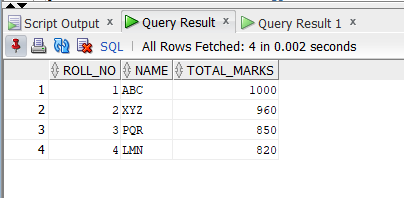 Script Output × Query Result × Query Result 1 ×
SQL | All Rows Fetched: 4 in 0.002 seconds
ROLL_NO NAME TOTAL_MARKS
1 1 ABC 1000
2 2 XYZ 960
3 3 PQR 850
4 4 LMN 820